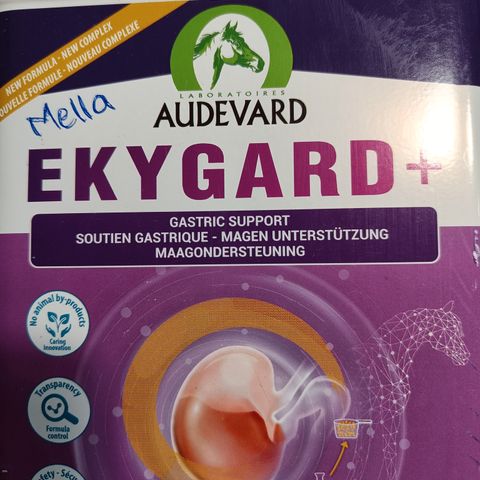 NEW FORMULA - NEW COMPLEX
NOUVELLE FORMULE - NOUVEAU COMPLEXE
Mella
LABORATOIRES
AUDEVARD
EKYGARD+
GASTRIC SUPPORT
SOUTIEN GASTRIQUE - MAGEN UNTERSTÜTZUNG
MAAGONDERSTEUNING
No animal by-products
Caring
Innovation
Transparency
Formula
control